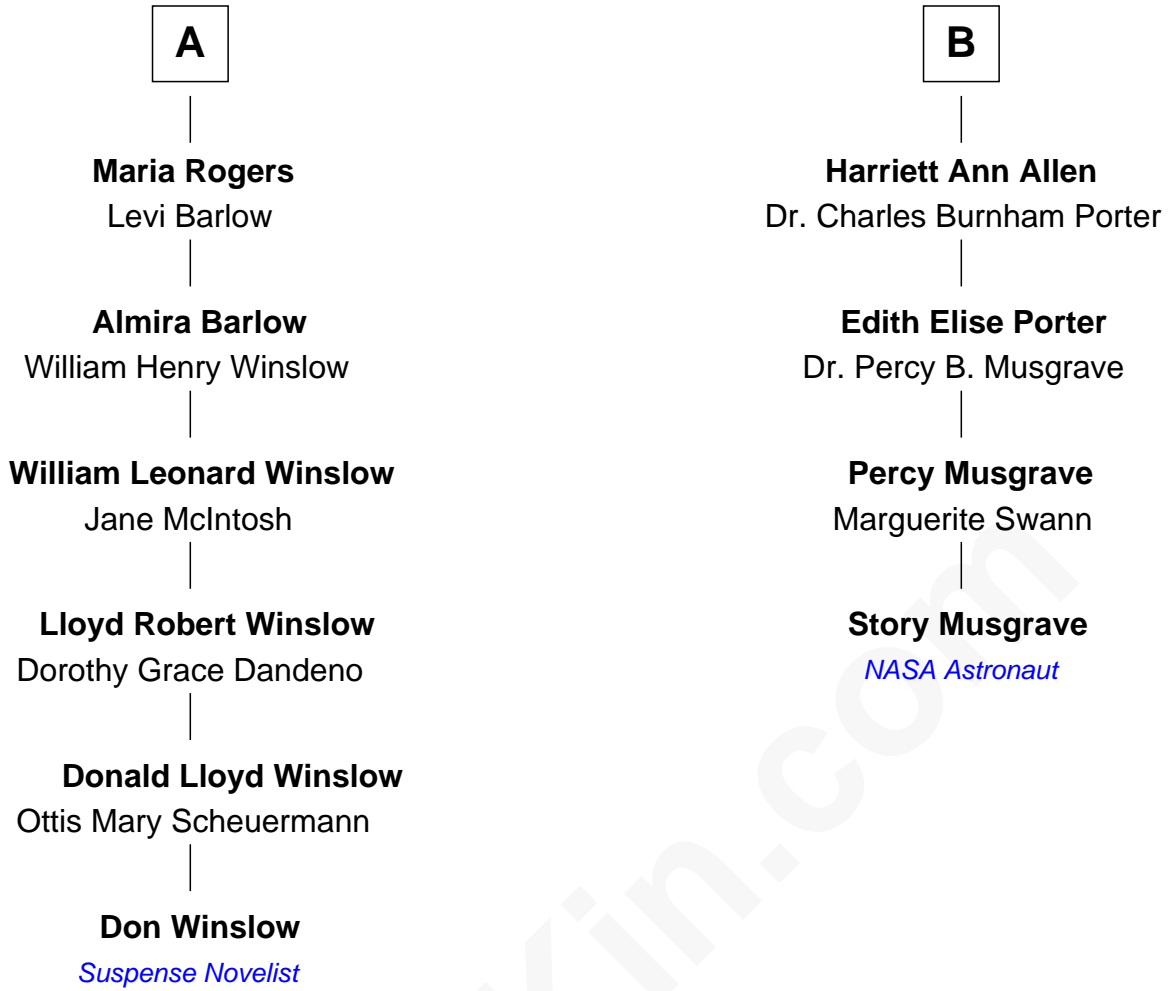 A
Maria Rogers
Levi Barlow
Almira Barlow
William Henry Winslow
William Leonard Winslow
Jane McIntosh
Lloyd Robert Winslow
Dorothy Grace Dandeno
Donald Lloyd Winslow
Ottis Mary Scheuermann
Don Winslow
Suspense Novelist
B
Harriett Ann Allen
Dr. Charles Burnham Porter
Edith Elise Porter
Dr. Percy B. Musgrave
Percy Musgrave
Marguerite Swann
Story Musgrave
NASA Astronaut
in.com